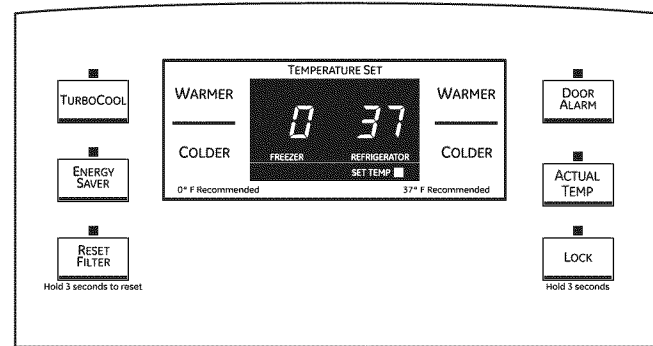 TURBOCOOL
ENERGY
SAVER
RESET
FILTER
Hold 3 seconds to reset
TEMPERATURE SET
WARMER
COLDER
0° F Recommended
0 37
FREEZER REFRIGERATOR
SET TEMP
WARMER
COLDER
37° F Recommended
DOOR
ALARM
ACTUAL
TEMP
LOCK
Hold 3 seconds